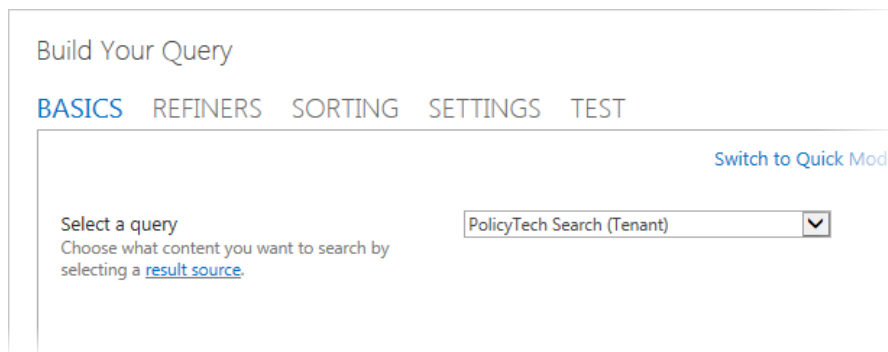 Build Your Query
BASICS REFINERS SORTING SETTINGS TEST
Switch to Quick Mod
Select a query
PolicyTech Search (Tenant)
Choose what content you want to search by
selecting a result source.